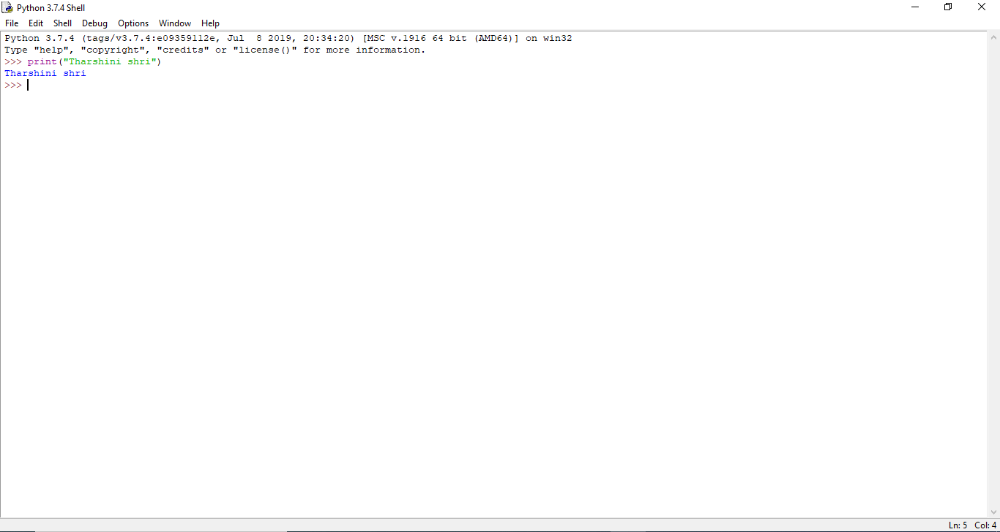 Python 3.7.4 Shell
File Edit Shell Debug Options Window Help
Python 3.7.4 (tags/v3.7.4:e09359112e, Jul  8 2019, 20:34:20) [MSC v.1916 64 bit (AMD64)] on win32
Type "help", "copyright", "credits" or "license()" for more information.
>>> print("Tharshini shri")
Tharshini shri
>>>
Ln: 5 Col: 4